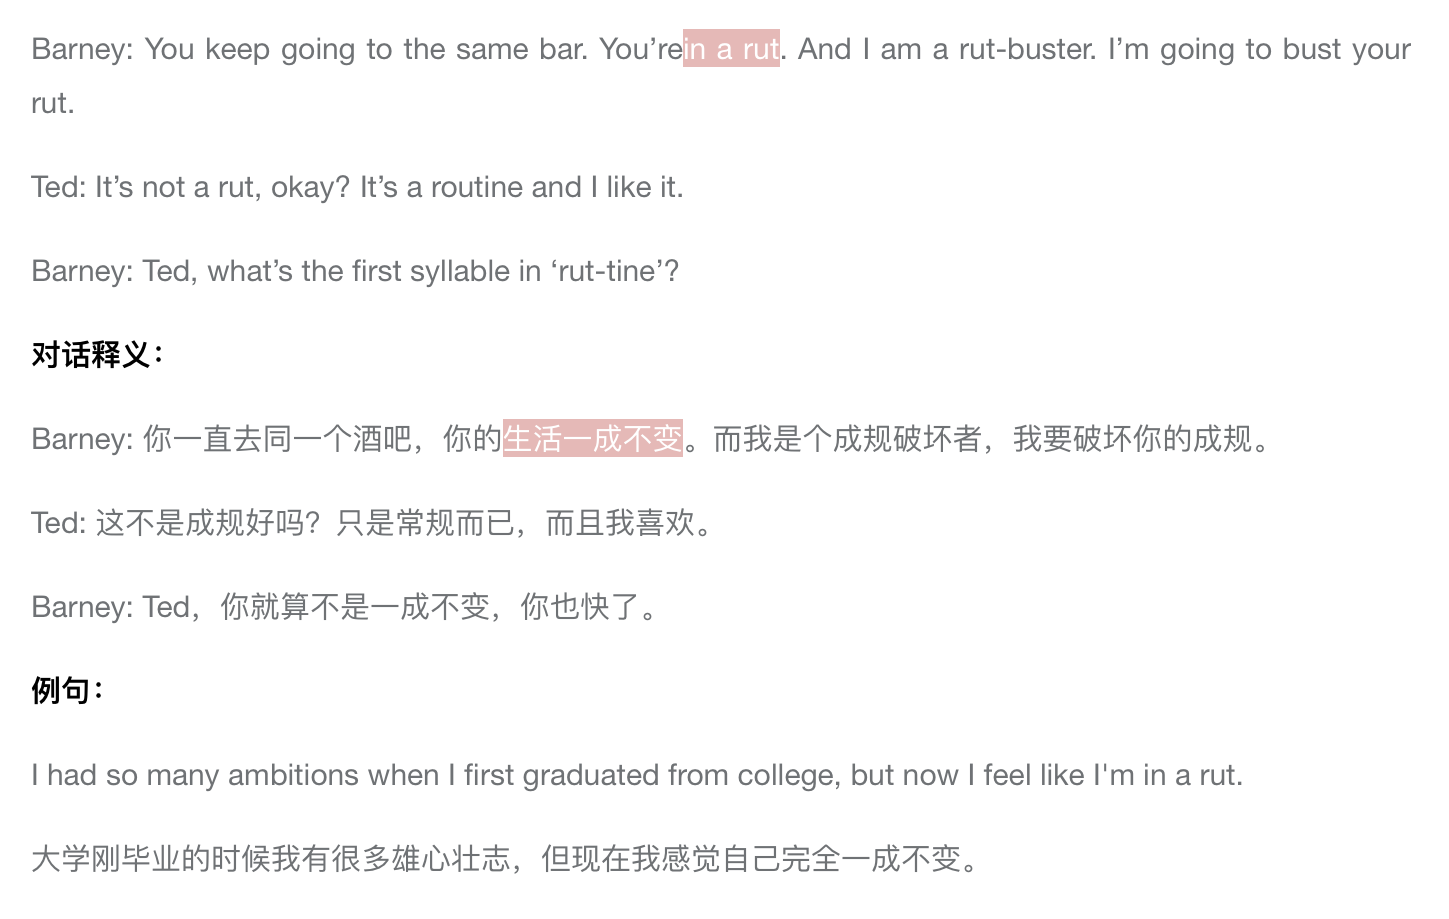 Barney: You keep going to the same bar. You’rein a rut. And I am a rut-buster. I’m going to bust your
rut.
Ted: It’s not a rut, okay? It’s a routine and I like it.
Barney: Ted, what’s the first syllable in ‘rut-tine’?
对话释义：
Barney: 你一直去同一个酒吧，你的生活一成不变。而我是个成规破坏者，我要破坏你的成规。
Ted: 这不是成规好吗？只是常规而已，而且我喜欢。
Barney: Ted，你就算不是一成不变，你也快了。
例句：
I had so many ambitions when I first graduated from college, but now I feel like I'm in a rut.
大学刚毕业的时候我有很多雄心壮志，但现在我感觉自己完全一成不变。